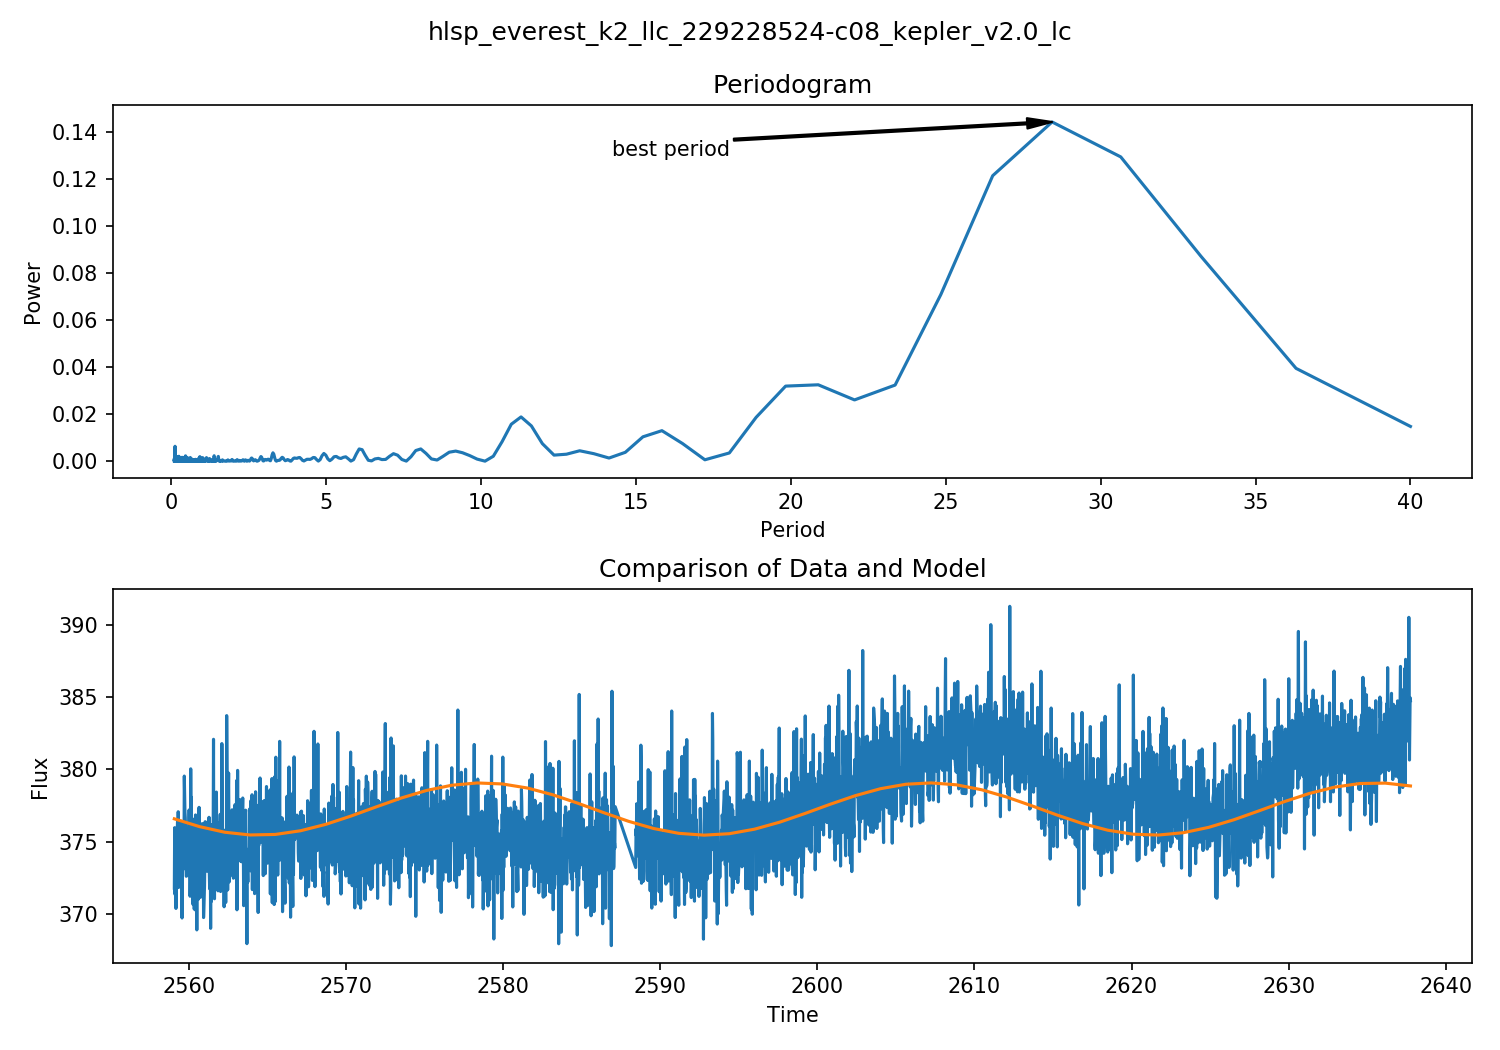 hlsp_everest_k2_llc_229228524-c08_kepler_v2.0_lc
Periodogram
0.14
0.12
0.10
0.08
0.06
0.04
0.02
0.00
Power
best period
0 5 10 15 20 25 30 35 40
Period
Comparison of Data and Model
390
385
380
375
370
Flux
2560 2570 2580 2590 2600 2610 2620 2630 2640
Time